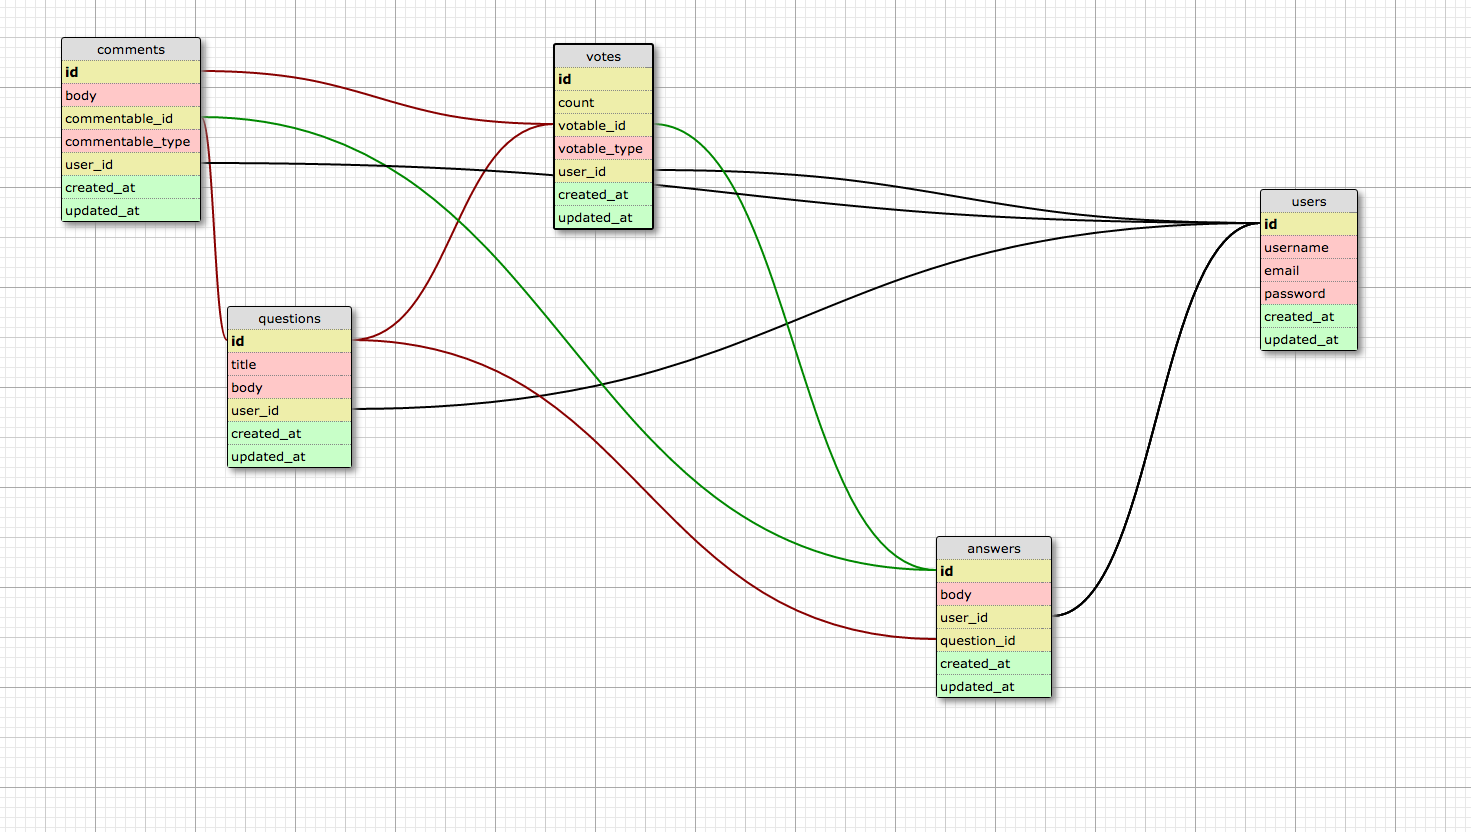 comments
id
body
commentable_id
commentable_type
user_id
created_at
updated_at
votes
id
count
votable_id
votable_type
user_id
created_at
updated_at
users
id
username
email
password
created_at
updated_at
questions
id
title
body
user_id
created_at
updated_at
answers
id
body
user_id
question_id
created_at
updated_at